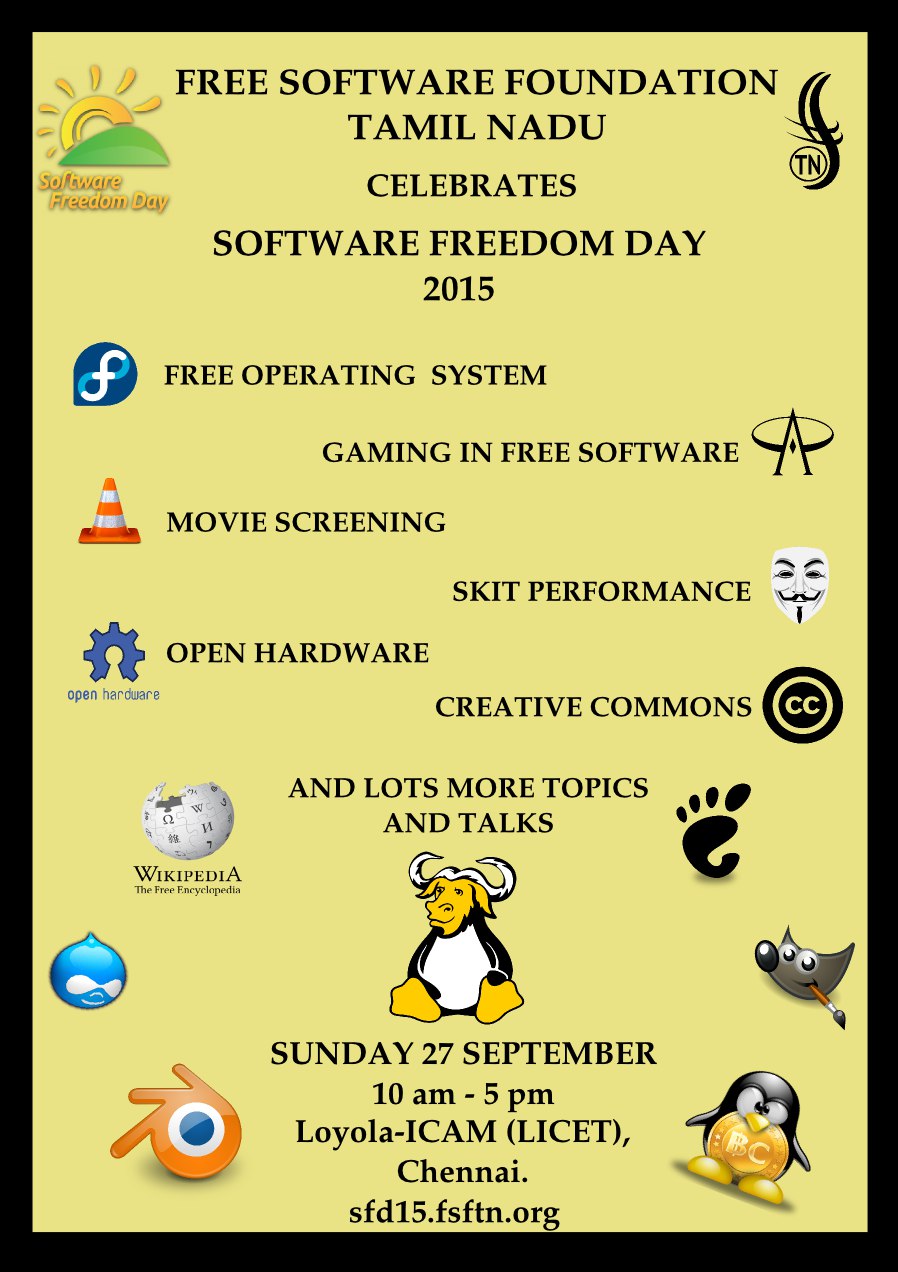 FREE SOFTWARE FOUNDATION
TAMIL NADU
TN
Software
Freedom Day
CELEBRATES
SOFTWARE FREEDOM DAY
2015
FREE OPERATING SYSTEM
GAMING IN FREE SOFTWARE
MOVIE SCREENING
SKIT PERFORMANCE
OPEN HARDWARE
open hardware
CREATIVE COMMONS
CC
AND LOTS MORE TOPICS
AND TALKS
Ω W
И
WIKIPEDIA
The Free Encyclopedia
SUNDAY 27 SEPTEMBER
10 am - 5 pm
Loyola-ICAM (LICET),
Chennai.
BC
sfd15.fsftn.org